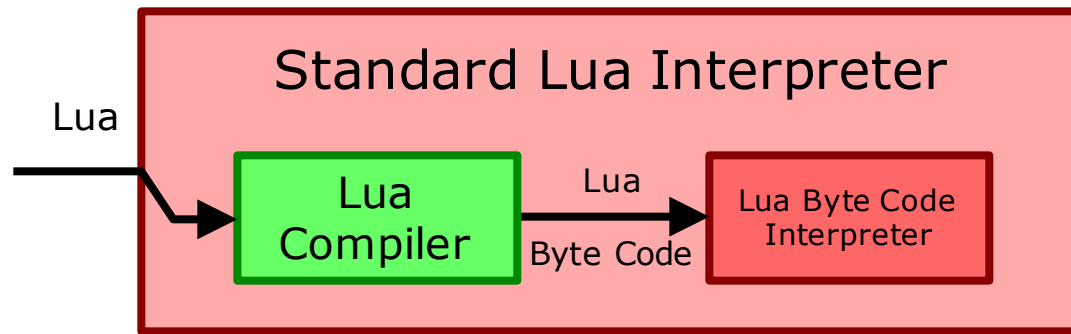 Standard Lua Interpreter
Lua
Lua
Compiler
Lua
Byte Code
Lua Byte Code
Interpreter